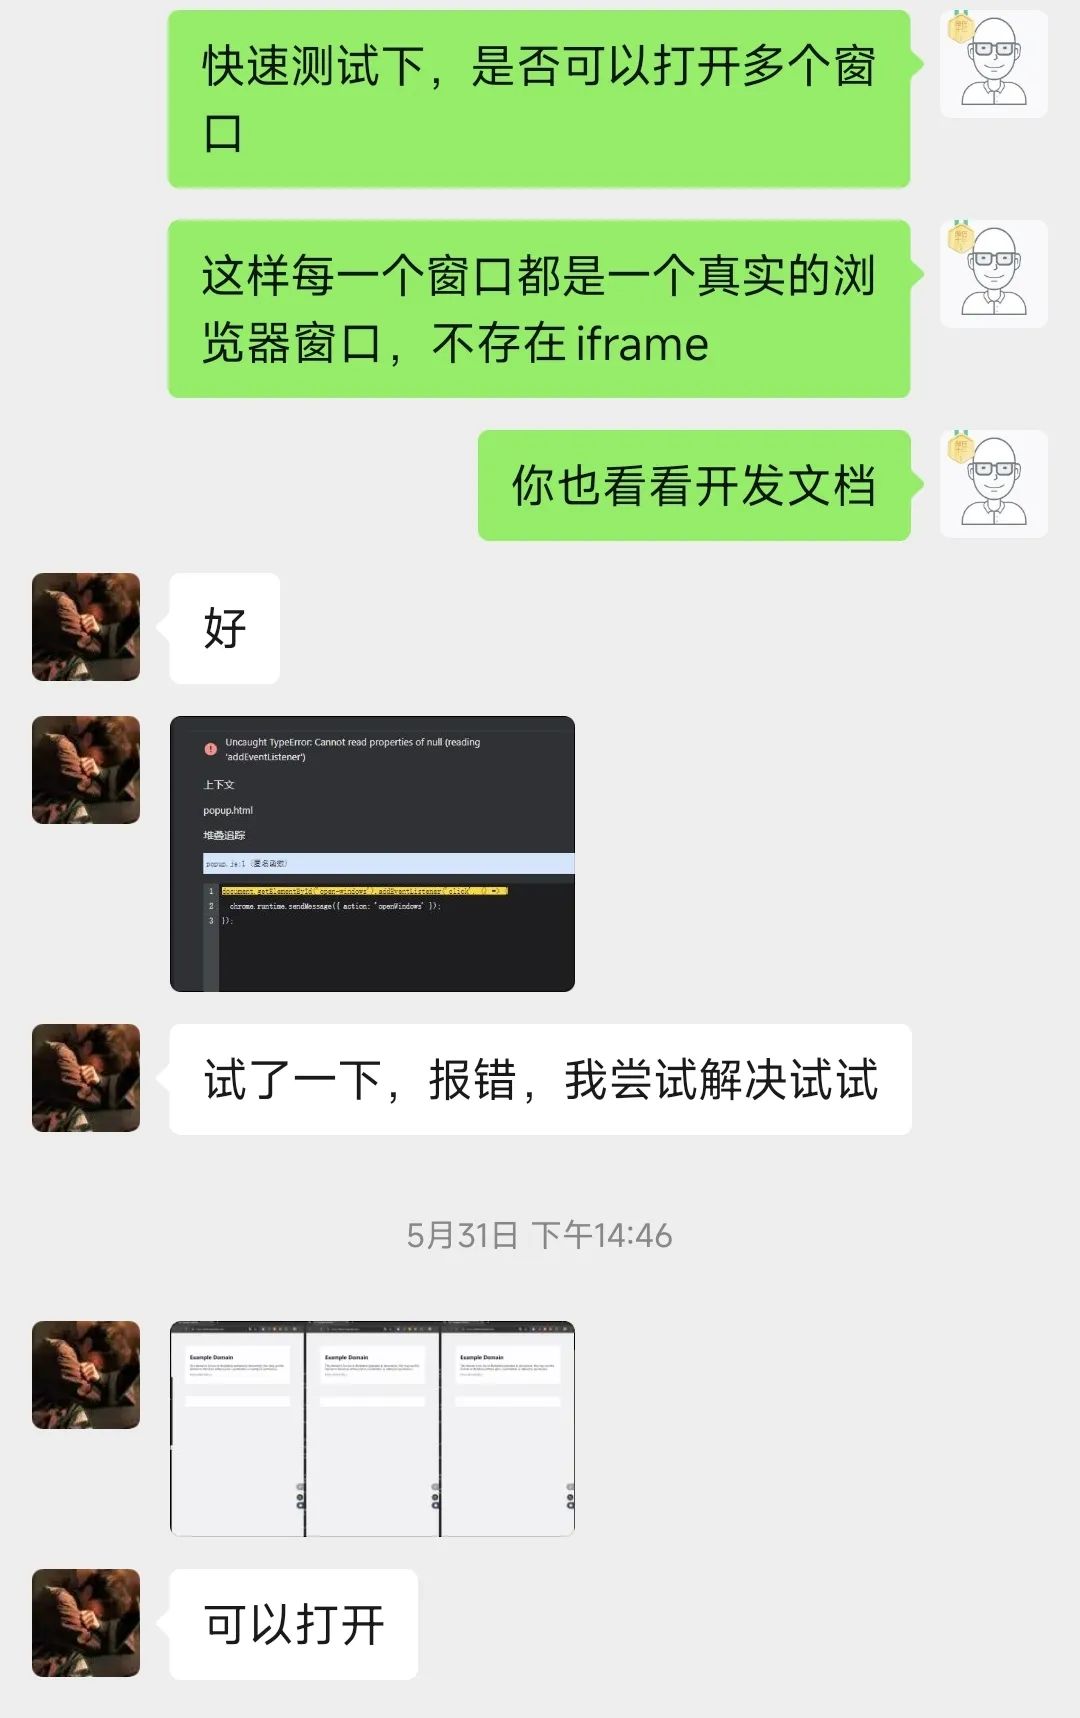 快速测试下，是否可以打开多个窗
口
这样每一个窗口都是一个真实的浏
览器窗口，不存在iframe
你也看看开发文档
好
Uncaught TypeError: Cannot read properties of null (reading
'addEventListener')
上下文
popup.html
堆叠追踪
popup.js:1 (匿名函数)
1 document.getElementById('open-windows').addEventListener('click', () => {
2 chrome.runtime.sendMessage({ action: 'openWindows' });
3 });
试了一下，报错，我尝试解决试试
5月31日 下午14:46
Example Domain
Example Domain
Example Domain
可以打开